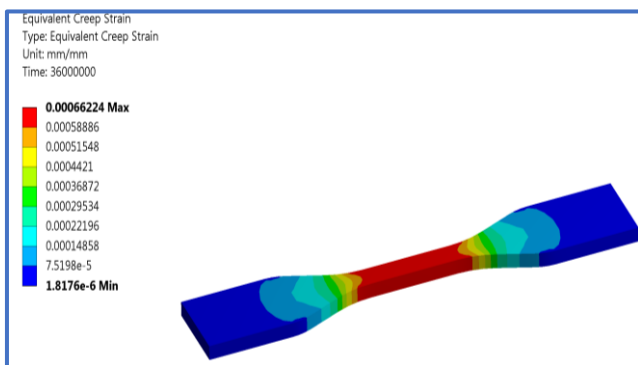 Equivalent Creep Strain
Type: Equivalent Creep Strain
Unit: mm/mm
Time: 36000000
0.00066224 Max
0.00058886
0.00051548
0.0004421
0.00036872
0.00029534
0.00022196
0.00014858
7.5198e-5
1.8176e-6 Min